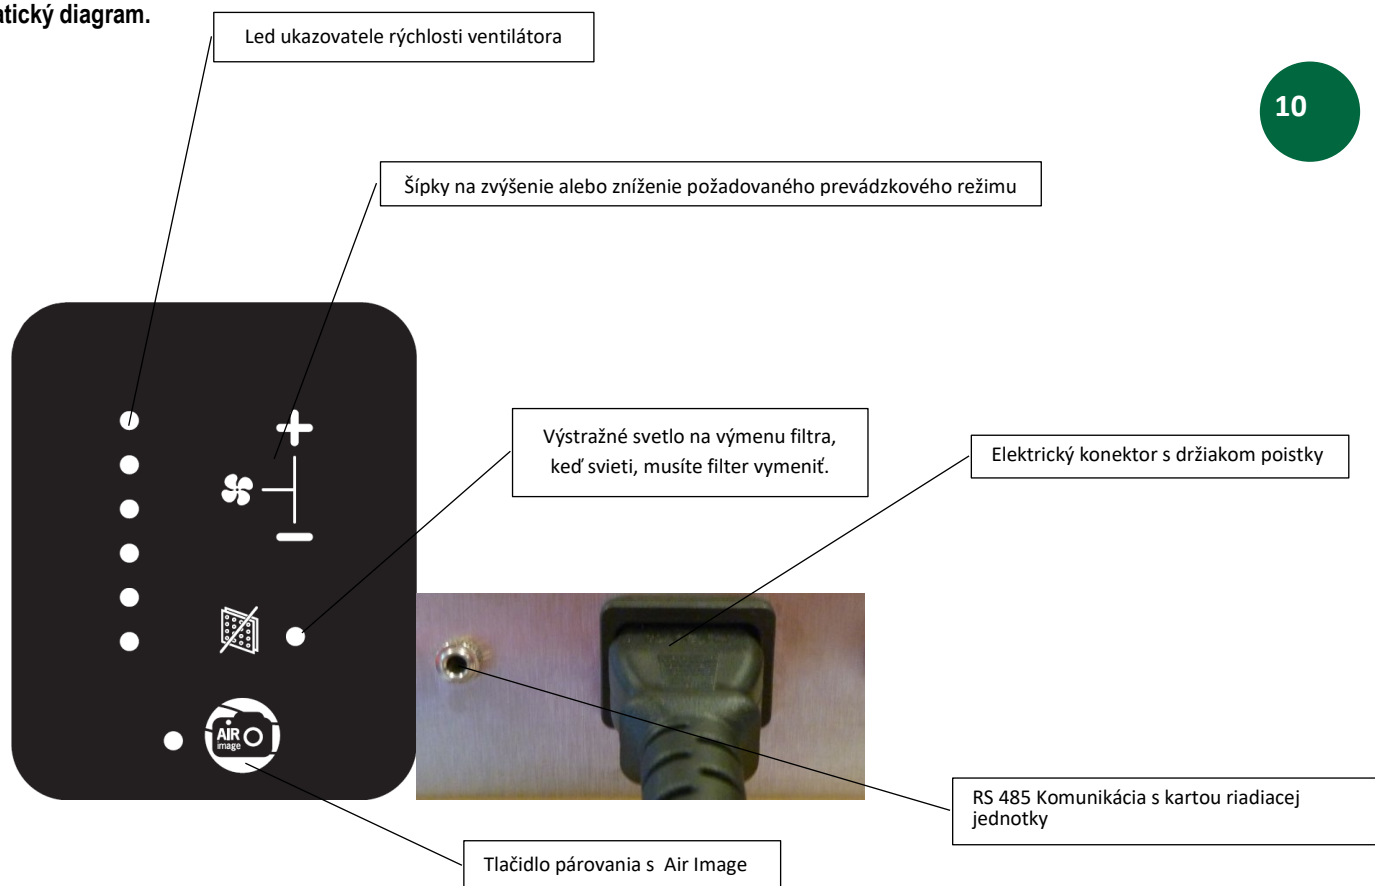 atický diagram.
Led ukazovatele rýchlosti ventilátora
10
Šípky na zvýšenie alebo zníženie požadovaného prevádzkového režimu
Výstražné svetlo na výmenu filtra,
keď svieti, musíte filter vymeniť.
Elektrický konektor s držiakom poistky
AIR
image
RS 485 Komunikácia s kartou riadiacej
jednotky
Tlačidlo párovania s Air Image